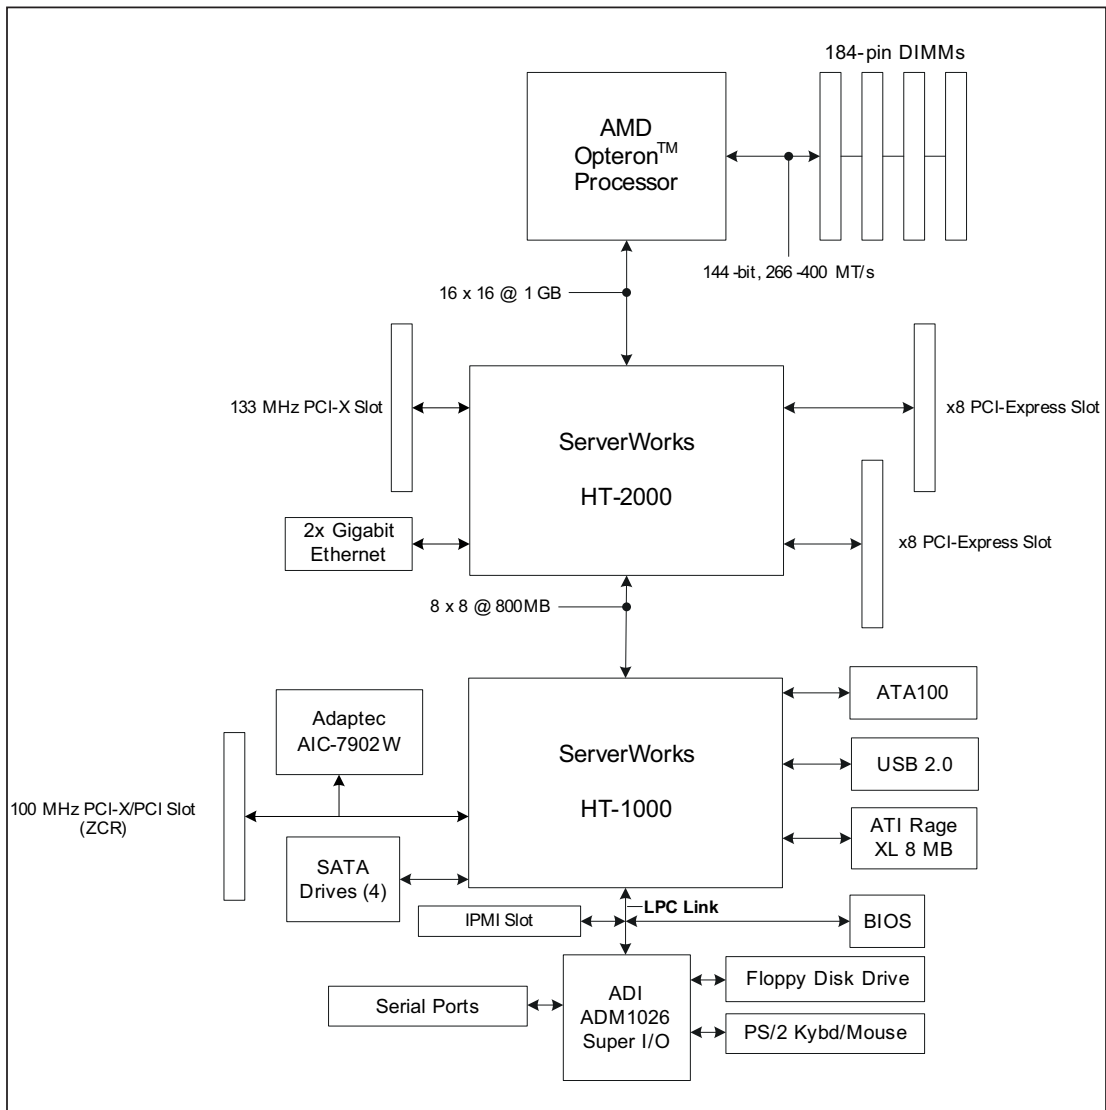 184-pin DIMMs
AMD
Opteron™
Processor
144-bit, 266-400 MT/s
16 x 16 @ 1 GB
133 MHz PCI-X Slot
x8 PCI-Express Slot
ServerWorks
HT-2000
2x Gigabit
Ethernet
x8 PCI-Express Slot
8 x 8 @ 800MB
ATA100
Adaptec
AIC-7902W
ServerWorks
HT-1000
USB 2.0
100 MHz PCI-X/PCI Slot
(ZCR)
ATI Rage
XL 8 MB
SATA
Drives (4)
LPC Link
IPMI Slot
BIOS
Floppy Disk Drive
ADI
ADM1026
Super I/O
Serial Ports
PS/2 Kybd/Mouse